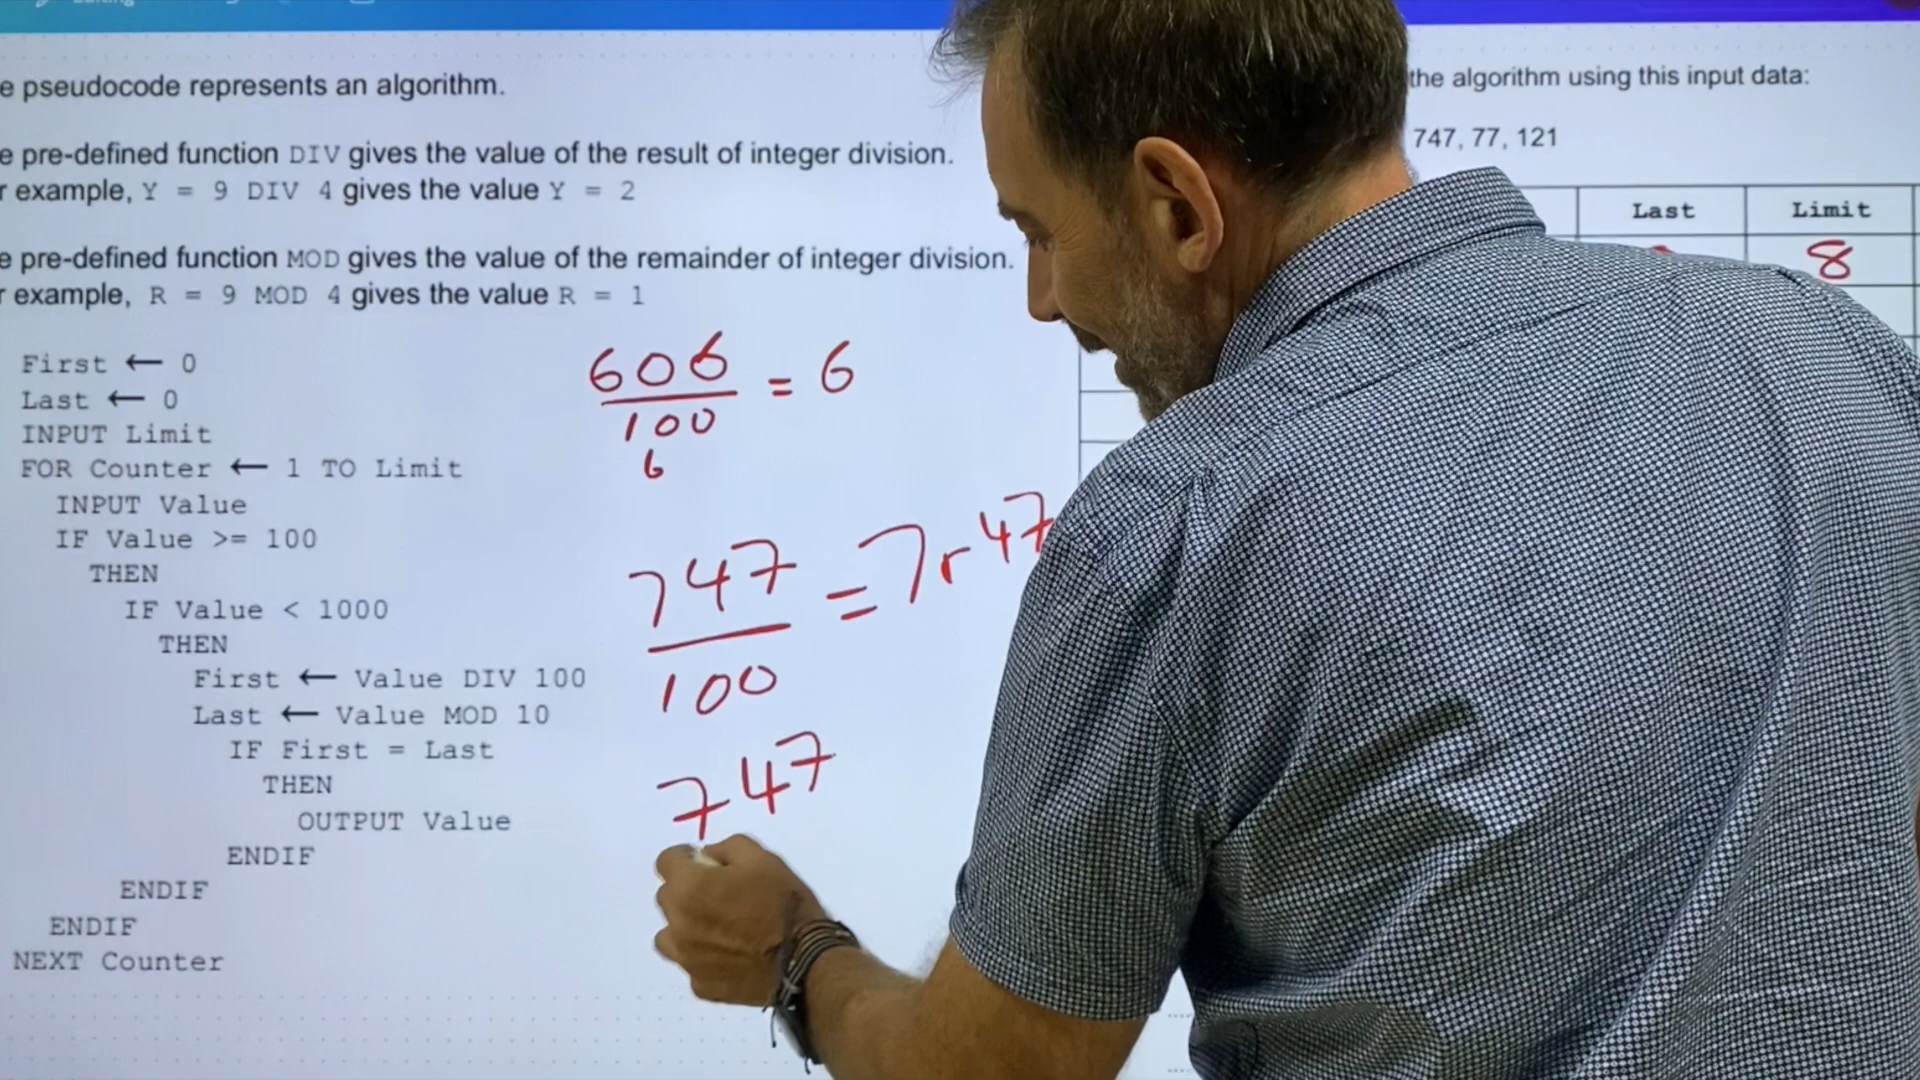 e pseudocode represents an algorithm.
e pre-defined function DIV gives the value of the result of integer division.
r example, Y = 9 DIV 4 gives the value Y = 2
e pre-defined function MOD gives the value of the remainder of integer division.
r example, R = 9 MOD 4 gives the value R = 1
First ← 0
Last ← 0
INPUT Limit
FOR Counter ← 1 TO Limit
INPUT Value
IF Value >= 100
THEN
IF Value < 1000
THEN
First ← Value DIV 100
Last ← Value MOD 10
IF First = Last
THEN
OUTPUT Value
ENDIF
ENDIF
ENDIF
NEXT Counter
606
= 6
100
6
747
= 7 r 47
100
747
the algorithm using this input data:
747, 77, 121
Last Limit
8